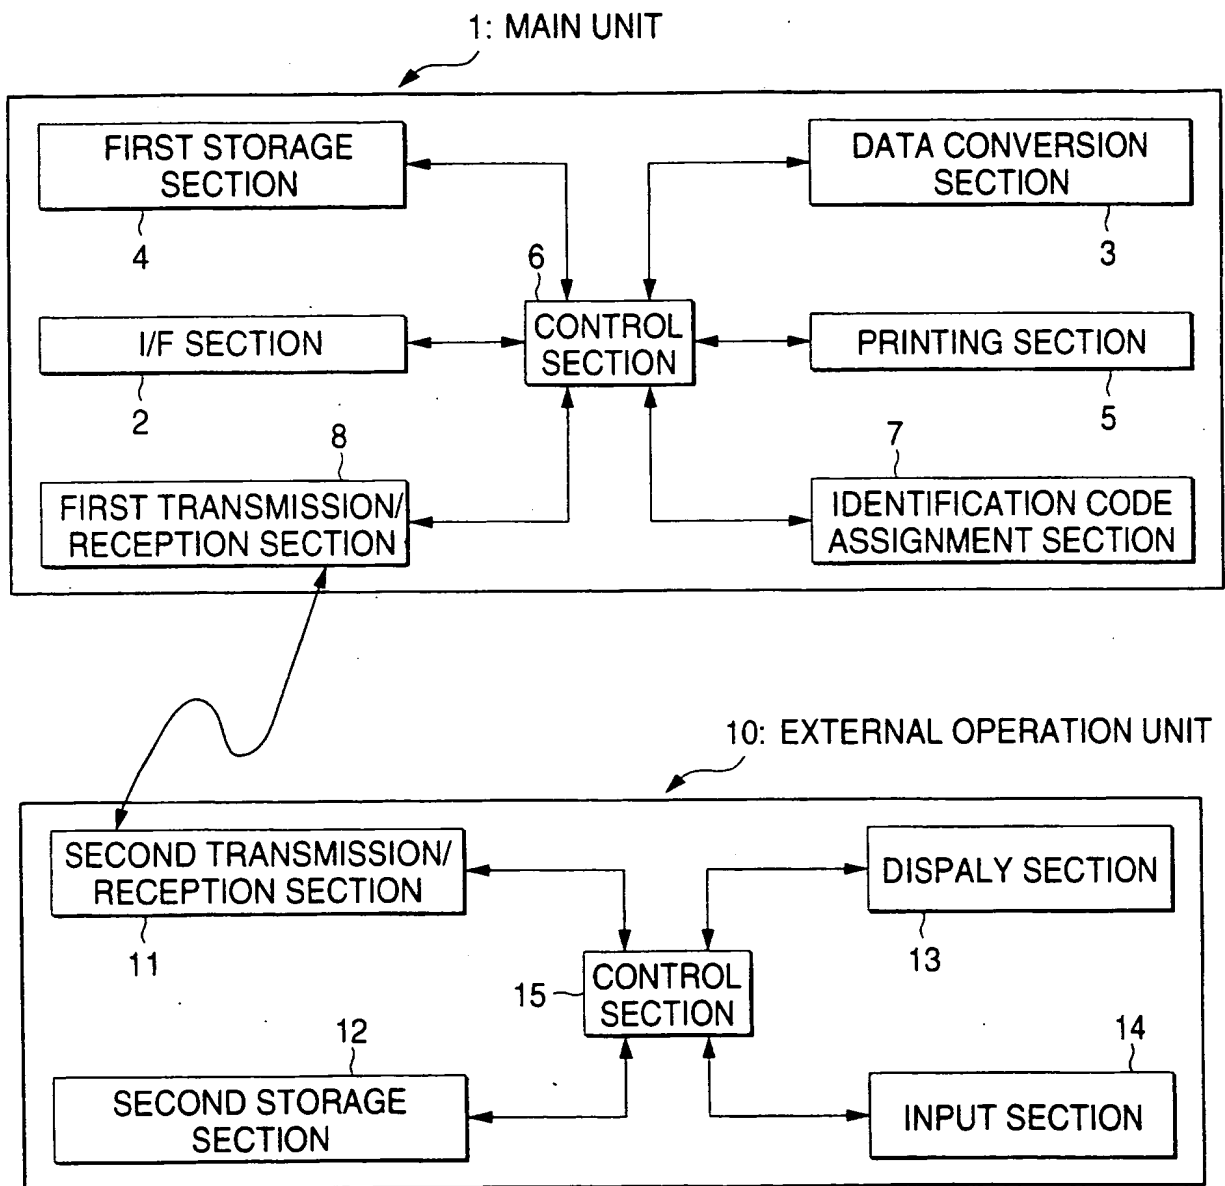 1: MAIN UNIT
FIRST STORAGE
SECTION
4
DATA CONVERSION
SECTION
3
6
CONTROL
SECTION
I/F SECTION
2
PRINTING SECTION
5
8
FIRST TRANSMISSION/
RECEPTION SECTION
7
IDENTIFICATION CODE
ASSIGNMENT SECTION
10: EXTERNAL OPERATION UNIT
SECOND TRANSMISSION/
RECEPTION SECTION
11
DISPALY SECTION
13
15
CONTROL
SECTION
12
SECOND STORAGE
SECTION
14
INPUT SECTION